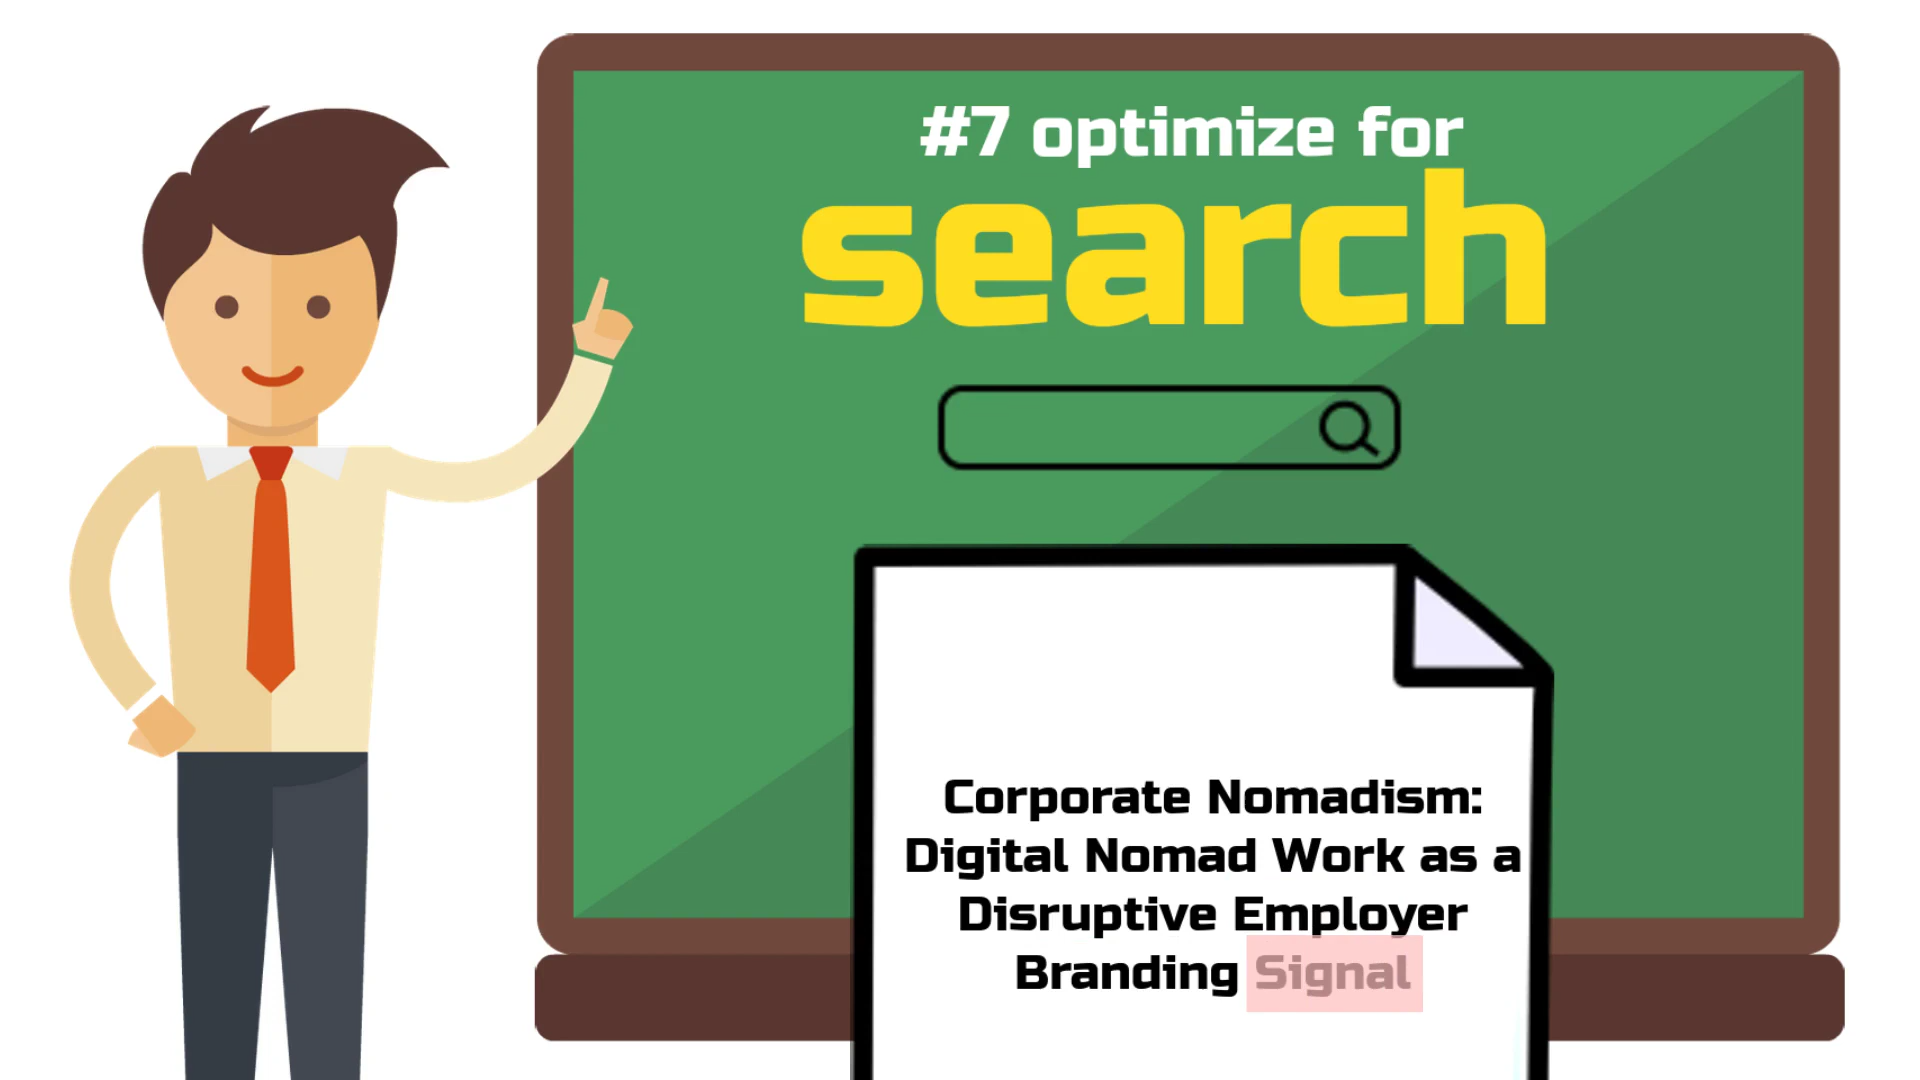 #7 optimize for
search
Corporate Nomadism:
Digital Nomad Work as a
Disruptive Employer
Branding Signal